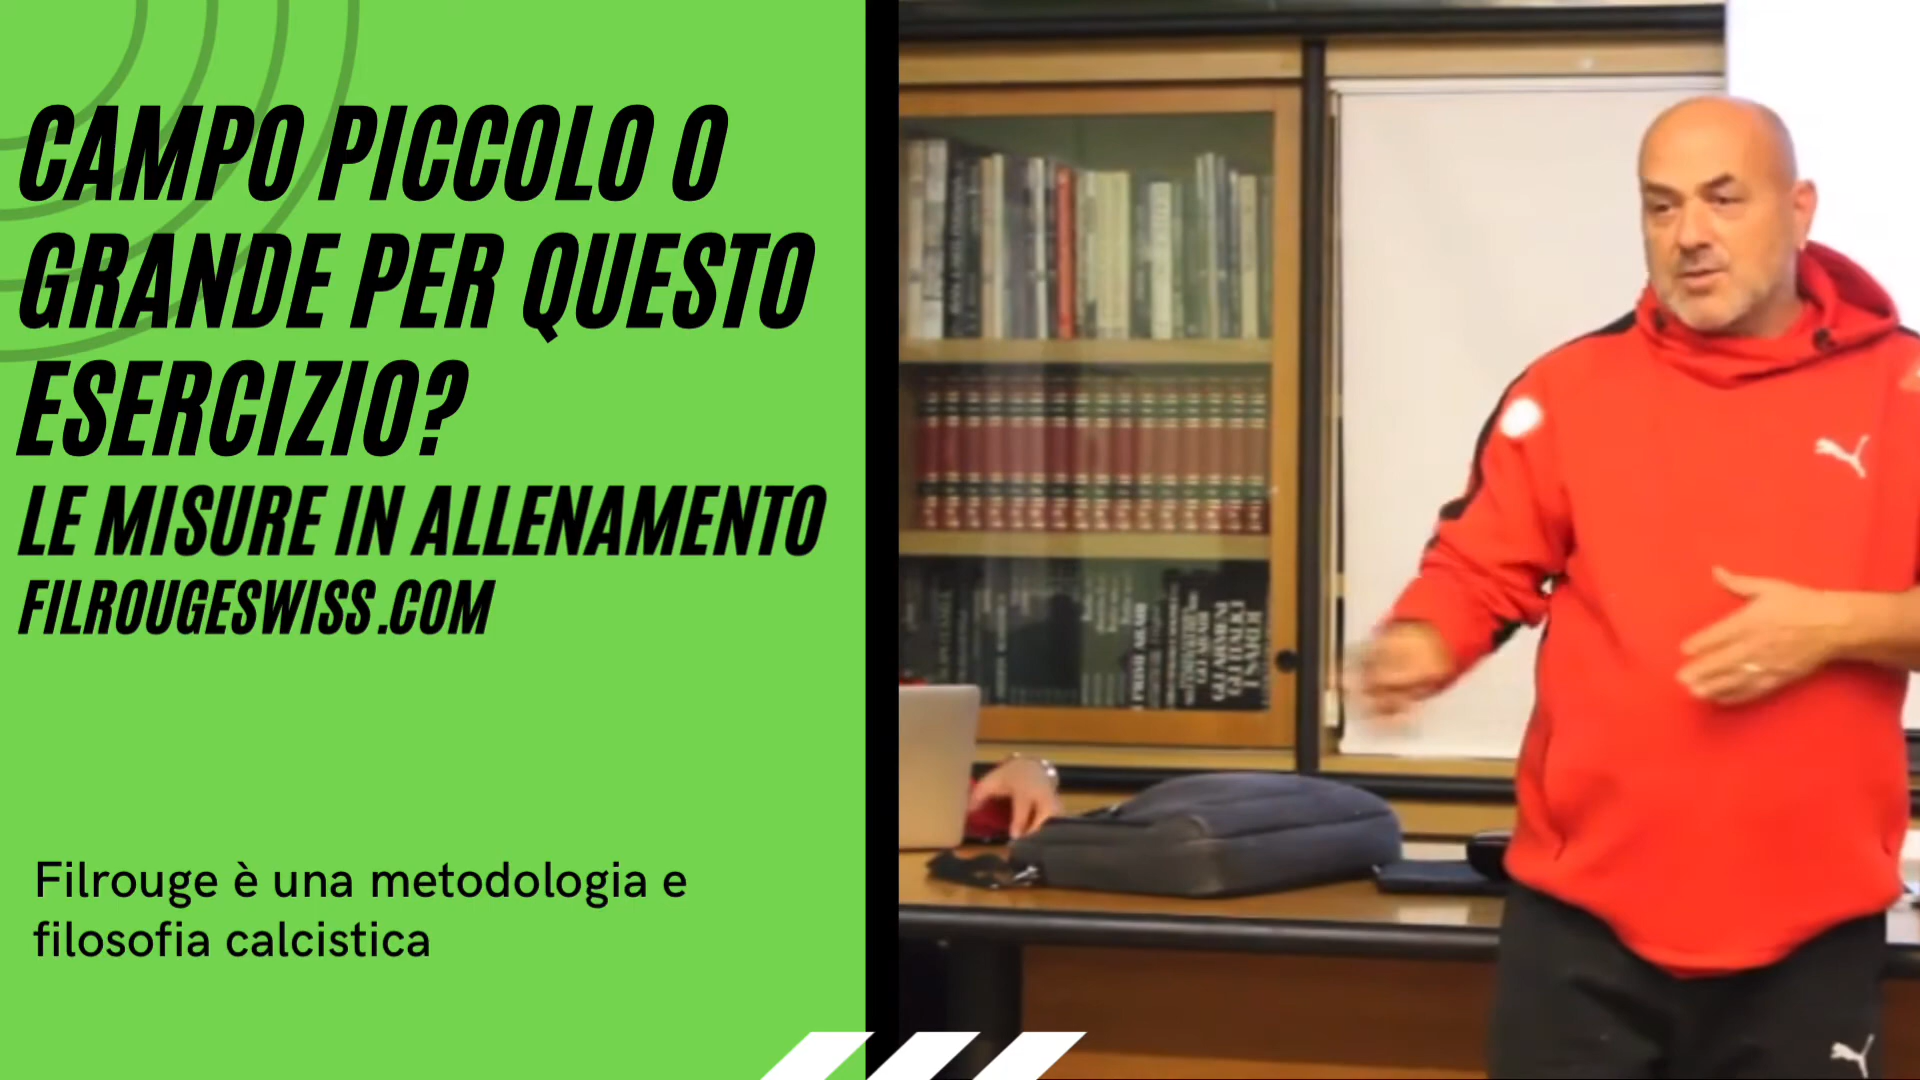 CAMPO PICCOLO O
GRANDE PER QUESTO
ESERCIZIO?
LE MISURE IN ALLENAMENTO
FILROUGESWISS.COM
Filrouge è una metodologia e
filosofia calcistica